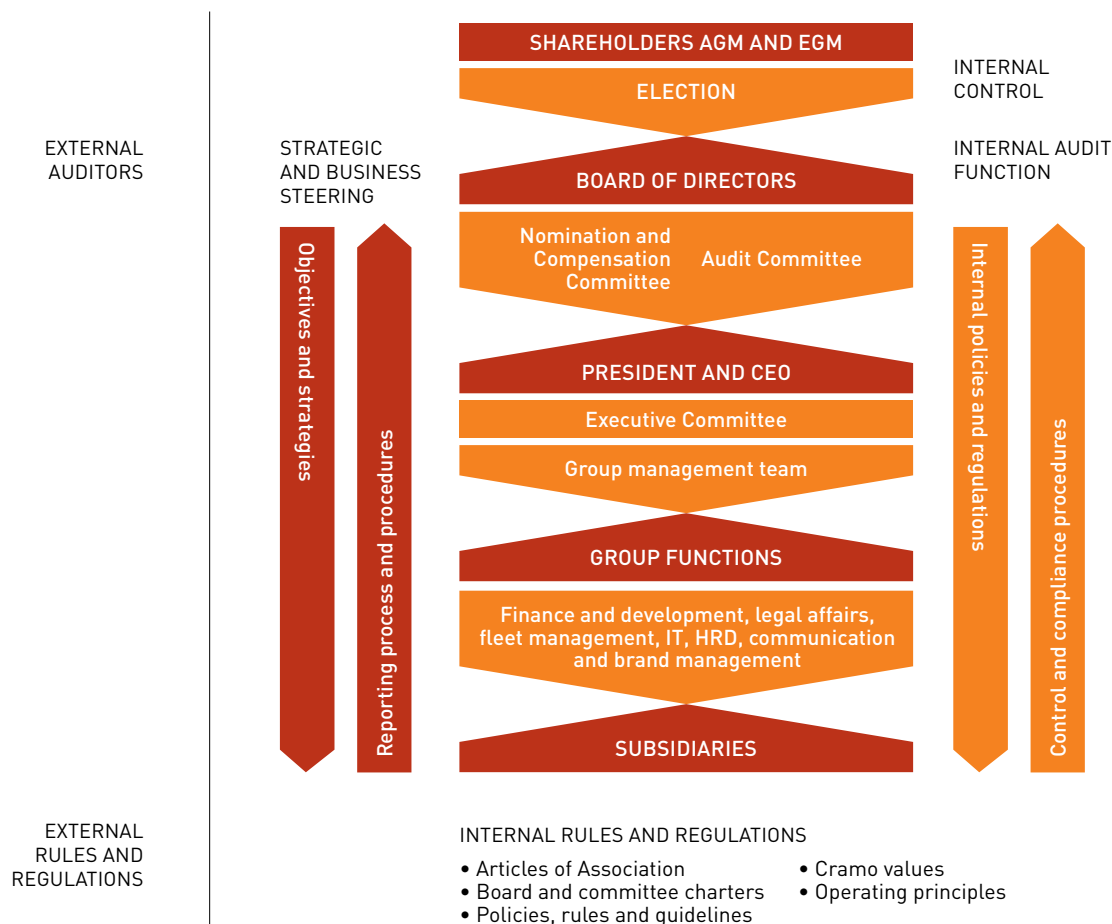 SHAREHOLDERS AGM AND EGM
ELECTION
INTERNAL
CONTROL
EXTERNAL
AUDITORS
STRATEGIC
AND BUSINESS
STEERING
BOARD OF DIRECTORS
INTERNAL AUDIT
FUNCTION
Nomination and
Compensation
Committee
Audit Committee
Objectives and strategies
Reporting process and procedures
PRESIDENT AND CEO
Executive Committee
Group management team
GROUP FUNCTIONS
Finance and development, legal affairs,
fleet management, IT, HRD, communication
and brand management
SUBSIDIARIES
Internal policies and regulations
Control and compliance procedures
EXTERNAL
RULES AND
REGULATIONS
INTERNAL RULES AND REGULATIONS
• Articles of Association
• Board and committee charters
• Policies, rules and guidelines
• Cramo values
• Operating principles